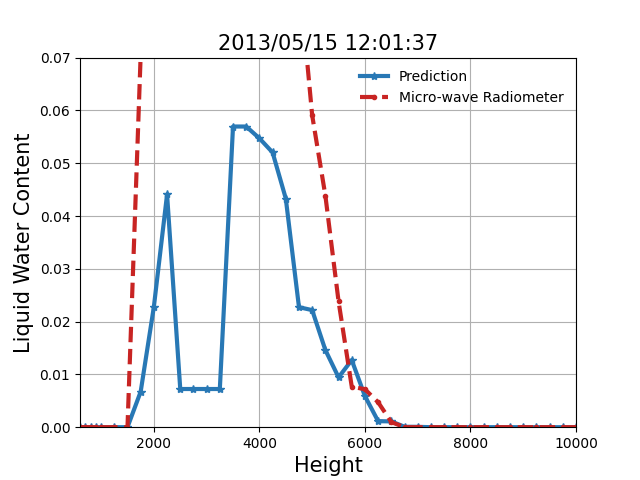 2013/05/15 12:01:37
0.07
0.06
0.05
0.04
0.03
0.02
0.01
0.00
Liquid Water Content
Prediction
Micro-wave Radiometer
2000 4000 6000 8000 10000
Height